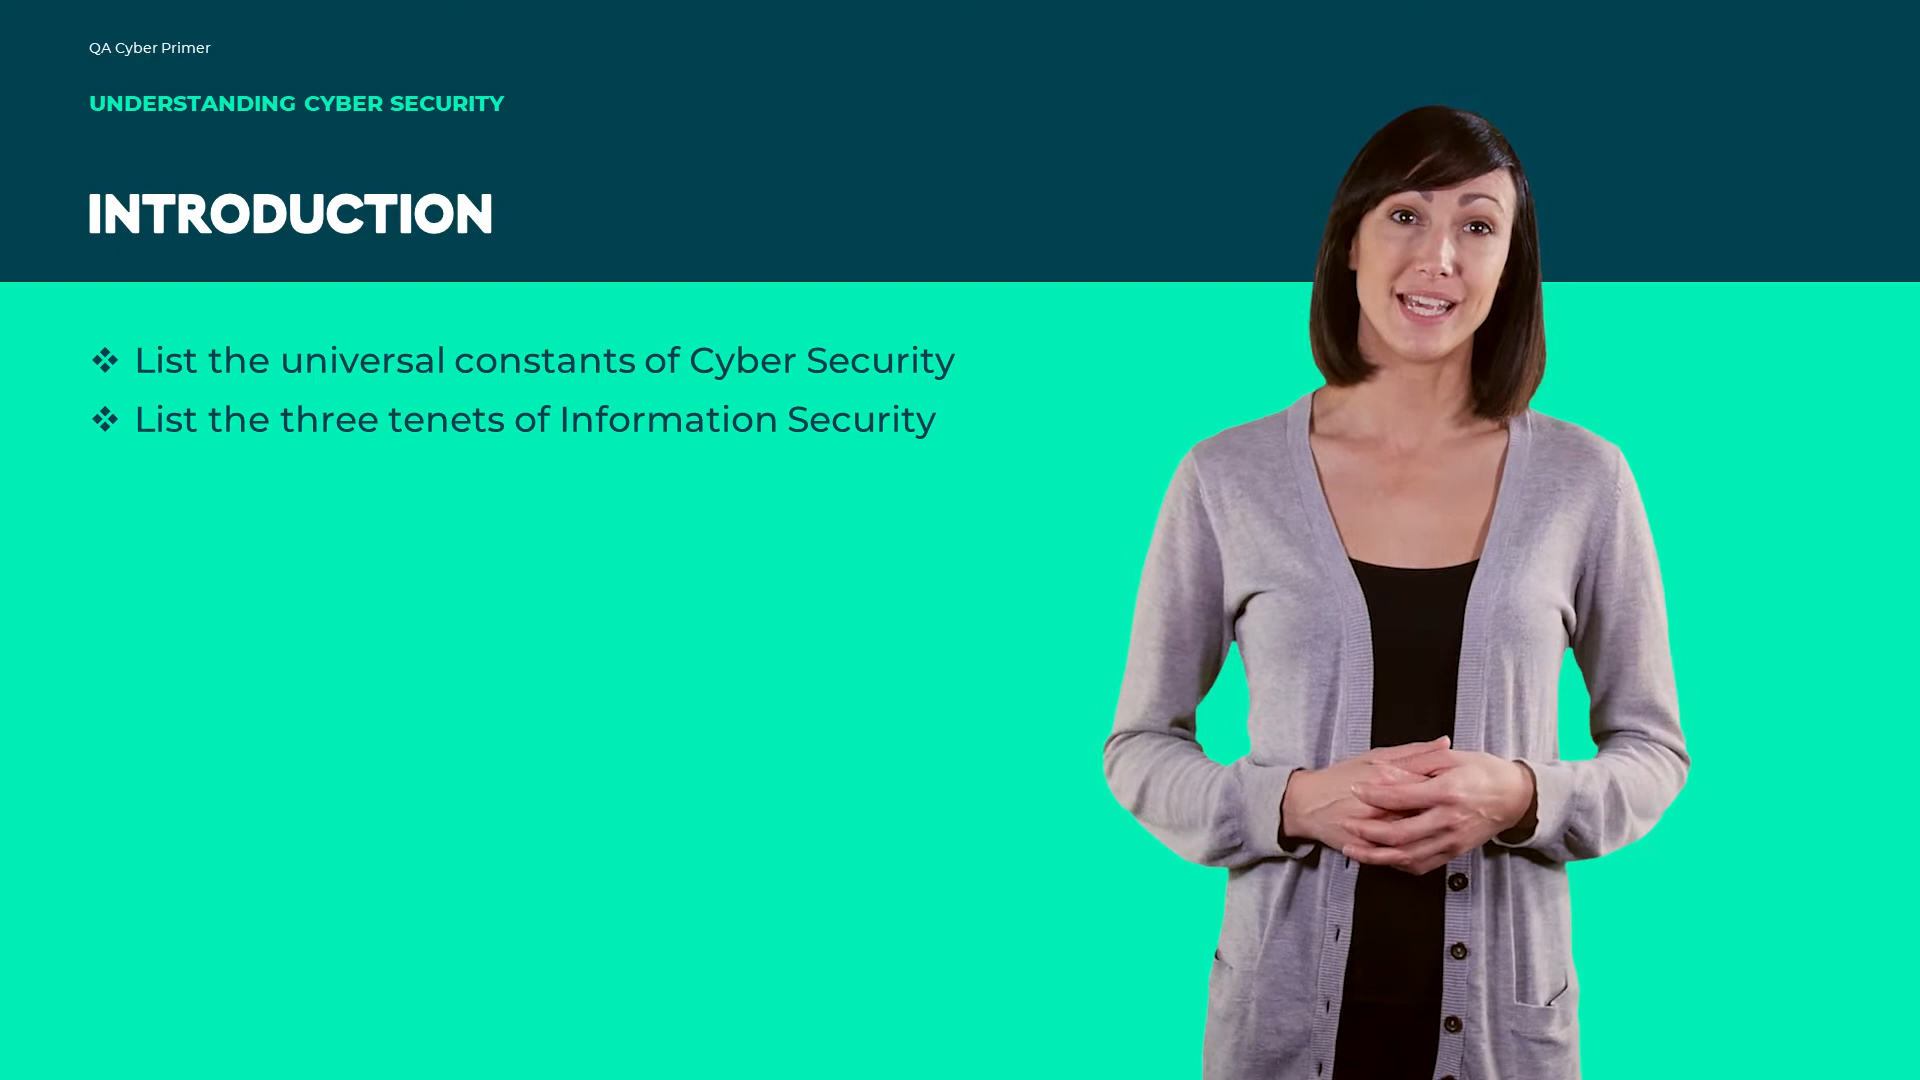 QA Cyber Primer
UNDERSTANDING CYBER SECURITY
INTRODUCTION
❖ List the universal constants of Cyber Security
❖ List the three tenets of Information Security